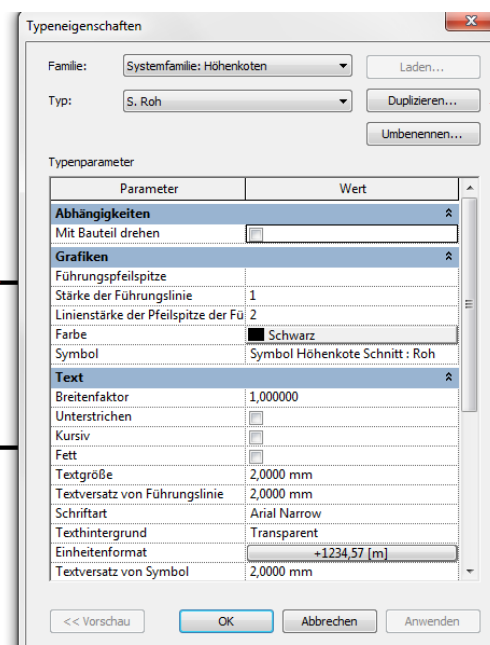 Typeneigenschaften
Familie: Systemfamilie: Höhenkoten Laden...
Typ: S. Roh Duplizieren...
Umbenennen...
Typenparameter
Parameter Wert
Abhängigkeiten
Mit Bauteil drehen
Grafiken
Führungspfeilspitze
Stärke der Führungslinie 1
Linienstärke der Pfeilspitze der Fü 2
Farbe Schwarz
Symbol Symbol Höhenkote Schnitt : Roh
Text
Breitenfaktor 1,000000
Unterstrichen
Kursiv
Fett
Textgröße 2,0000 mm
Textversatz von Führungslinie 2,0000 mm
Schriftart Arial Narrow
Texthintergrund Transparent
Einheitenformat +1234,57 [m]
Textversatz von Symbol 2,0000 mm
<< Vorschau OK Abbrechen Anwenden